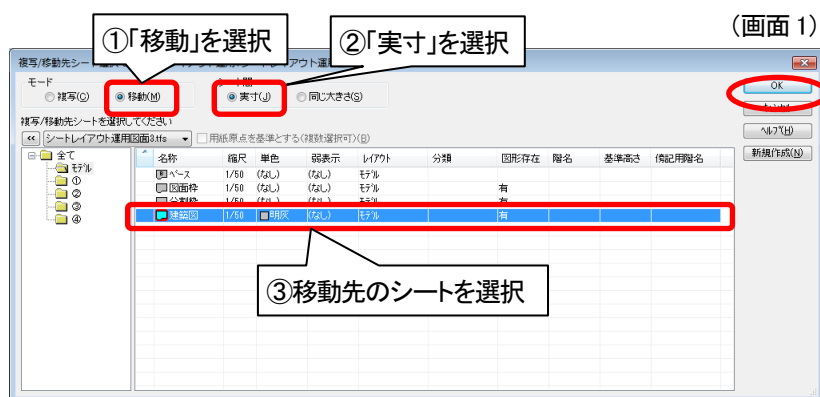 (画面 1)
①「移動」を選択
②「実寸」を選択
複写/移動先シート
モード
複写(C)
移動(M)
実寸(J)
同じ大きさ(S)
OK
ヘルプ(H)
新規作成(N)
複写/移動先シートを選択してください
<< シートレイアウト運用図面3.tfs
用紙原点を基準とする(複数選択可)(B)
全て
モデル
①
②
③
④
名称 縮尺 単色 弱表示 レイアウト 分類 図形存在 階名 基準高さ 傍記用階名
ベース 1/50 (なし) (なし) モデル
図面枠 1/50 (なし) (なし) モデル 有
建築図 1/50 明灰 (なし) モデル 有
③移動先のシートを選択